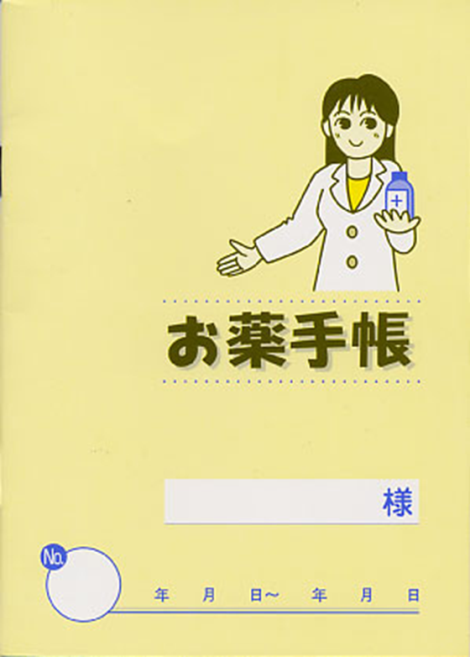 お薬手帳
様
No.
年 月 日～ 年 月 日